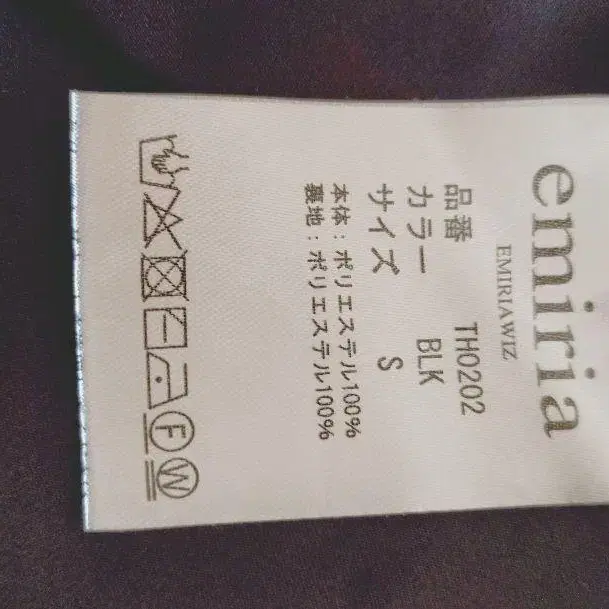 emiria
EMIRIAWIZ
品番 TH0202
カラー BLK
サイズ S
本体：ポリエステル100%
裏地：ポリエステル100%
F W